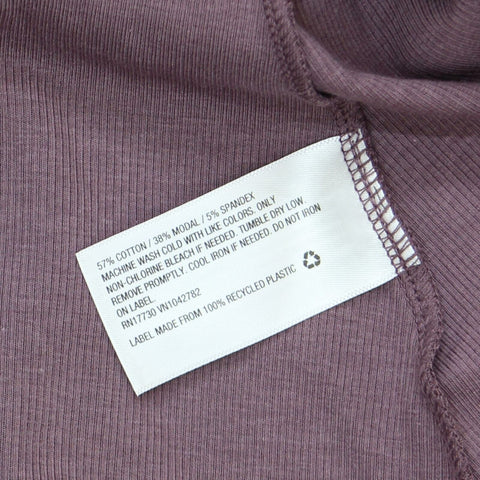 57% COTTON / 38% MODAL / 5% SPANDEX
MACHINE WASH COLD WITH LIKE COLORS. ONLY
NON-CHLORINE BLEACH IF NEEDED. TUMBLE DRY LOW.
REMOVE PROMPTLY. COOL IRON IF NEEDED. DO NOT IRON
ON LABEL.
RN17730 VN1042782
LABEL MADE FROM 100% RECYCLED PLASTIC